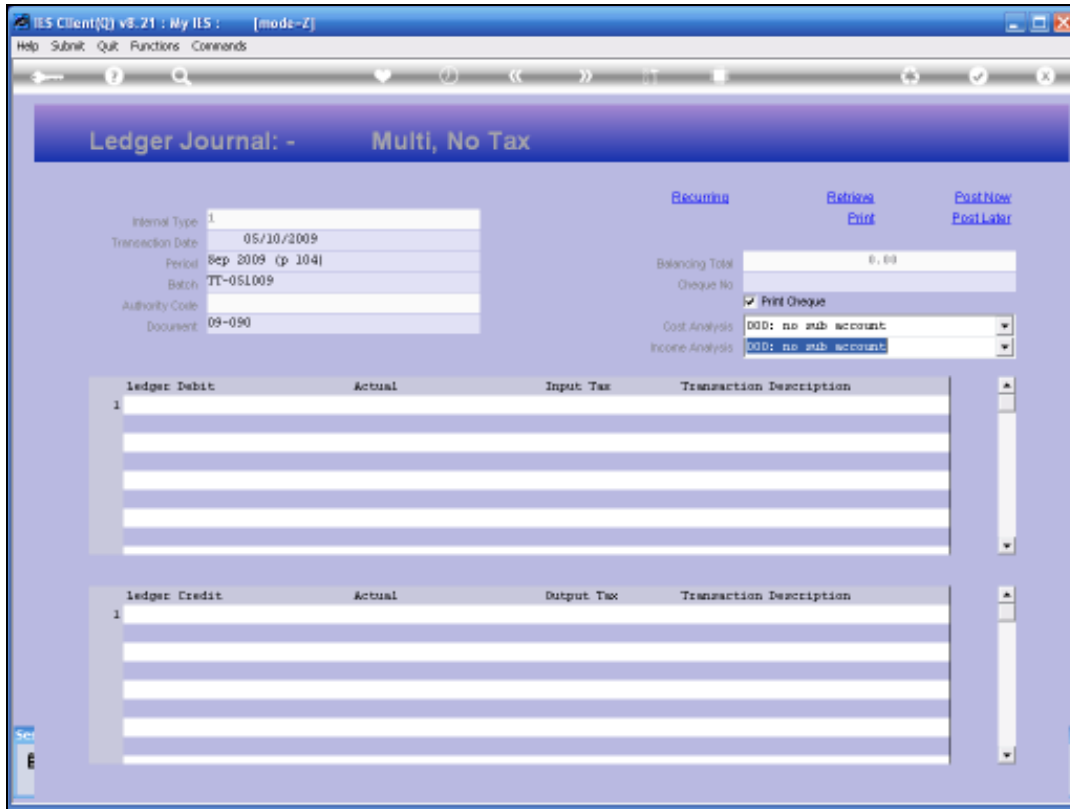 IES Client(Q) v8.21 : My IES : [mode-Z]
Help Submit Quit Functions Commands
Ledger Journal: - Multi, No Tax
Recurring Retrieve Post Now
Print Post Later
Internal Type 1
Transaction Date 05/10/2009
Period Sep 2009 (p 104)
Batch TT-051009
Authority Code
Document 09-090
Balancing Total 0.00
Cheque No
Print Cheque
Cost Analysis 000: no sub account
Income Analysis 000: no sub account
Ledger Debit Actual Input Tax Transaction Description
1
Ledger Credit Actual Output Tax Transaction Description
1